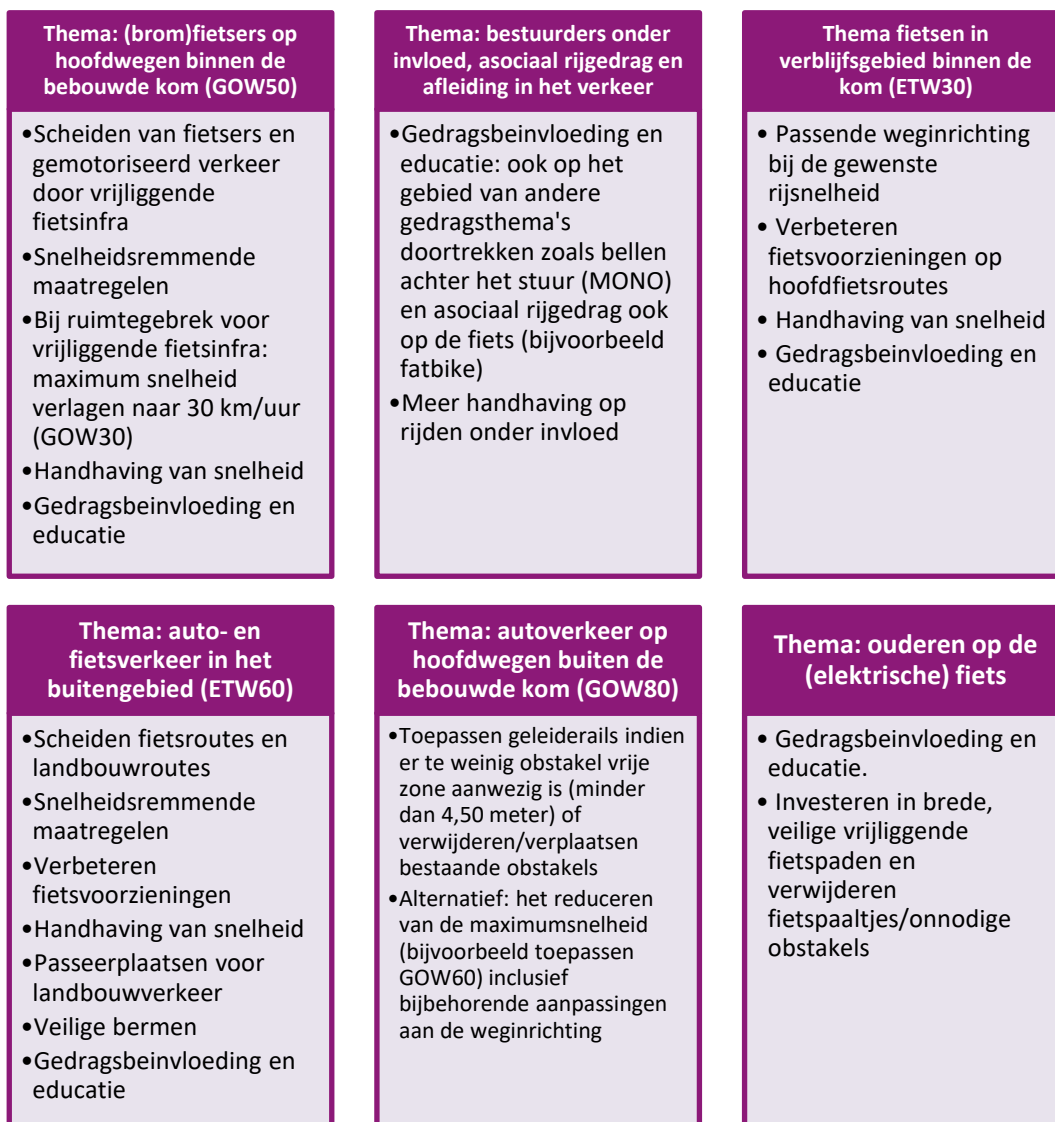 Thema: (brom)fietsers op
hoofdwegen binnen de
bebouwde kom (GOW50)
•Scheiden van fietsers en
gemotoriseerd verkeer
door vrijliggende
fietsinfra
•Snelheidsremmende
maatregelen
•Bij ruimtegebrek voor
vrijliggende fietsinfra:
maximum snelheid
verlagen naar 30 km/uur
(GOW30)
•Handhaving van snelheid
•Gedragsbeinvloeding en
educatie
Thema: bestuurders onder
invloed, asociaal rijgedrag en
afleiding in het verkeer
•Gedragsbeinvloeding en
educatie: ook op het
gebied van andere
gedragsthema's
doortrekken zoals bellen
achter het stuur (MONO)
en asociaal rijgedrag ook
op de fiets (bijvoorbeeld
fatbike)
•Meer handhaving op
rijden onder invloed
Thema fietsen in
verblijfsgebied binnen de
kom (ETW30)
• Passende weginrichting
bij de gewenste
rijsnelheid
• Verbeteren
fietsvoorzieningen op
hoofdfietsroutes
• Handhaving van snelheid
• Gedragsbeinvloeding en
educatie
Thema: auto- en
fietsverkeer in het
buitengebied (ETW60)
•Scheiden fietsroutes en
landbouwroutes
•Snelheidsremmende
maatregelen
•Verbeteren
fietsvoorzieningen
•Handhaving van snelheid
•Passeerplaatsen voor
landbouwverkeer
•Veilige bermen
•Gedragsbeinvloeding en
educatie
Thema: autoverkeer op
hoofdwegen buiten de
bebouwde kom (GOW80)
•Toepassen geleiderails indien
er te weinig obstakel vrije
zone aanwezig is (minder
dan 4,50 meter) of
verwijderen/verplaatsen
bestaande obstakels
•Alternatief: het reduceren
van de maximumsnelheid
(bijvoorbeeld toepassen
GOW60) inclusief
bijbehorende aanpassingen
aan de weginrichting
Thema: ouderen op de
(elektrische) fiets
• Gedragsbeinvloeding en
educatie.
• Investeren in brede,
veilige vrijliggende
fietspaden en
verwijderen
fietspaaltjes/onnodige
obstakels